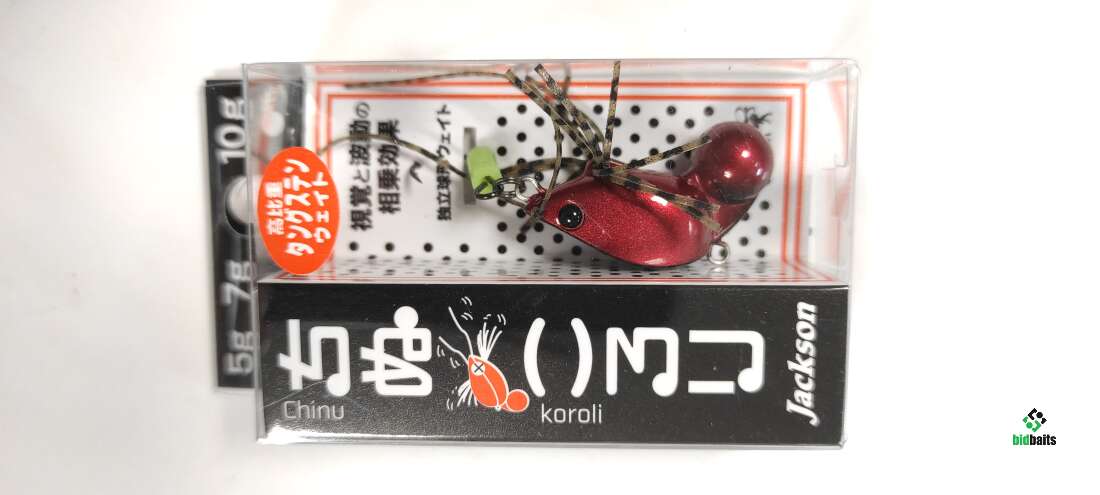 5g 7g 10g
高比重
タングステン
ウェイト
視覚と波動の
相乗効果
独立球形ウェイト
ちぬころり
Chinu
koroli
Jackson
bidbaits